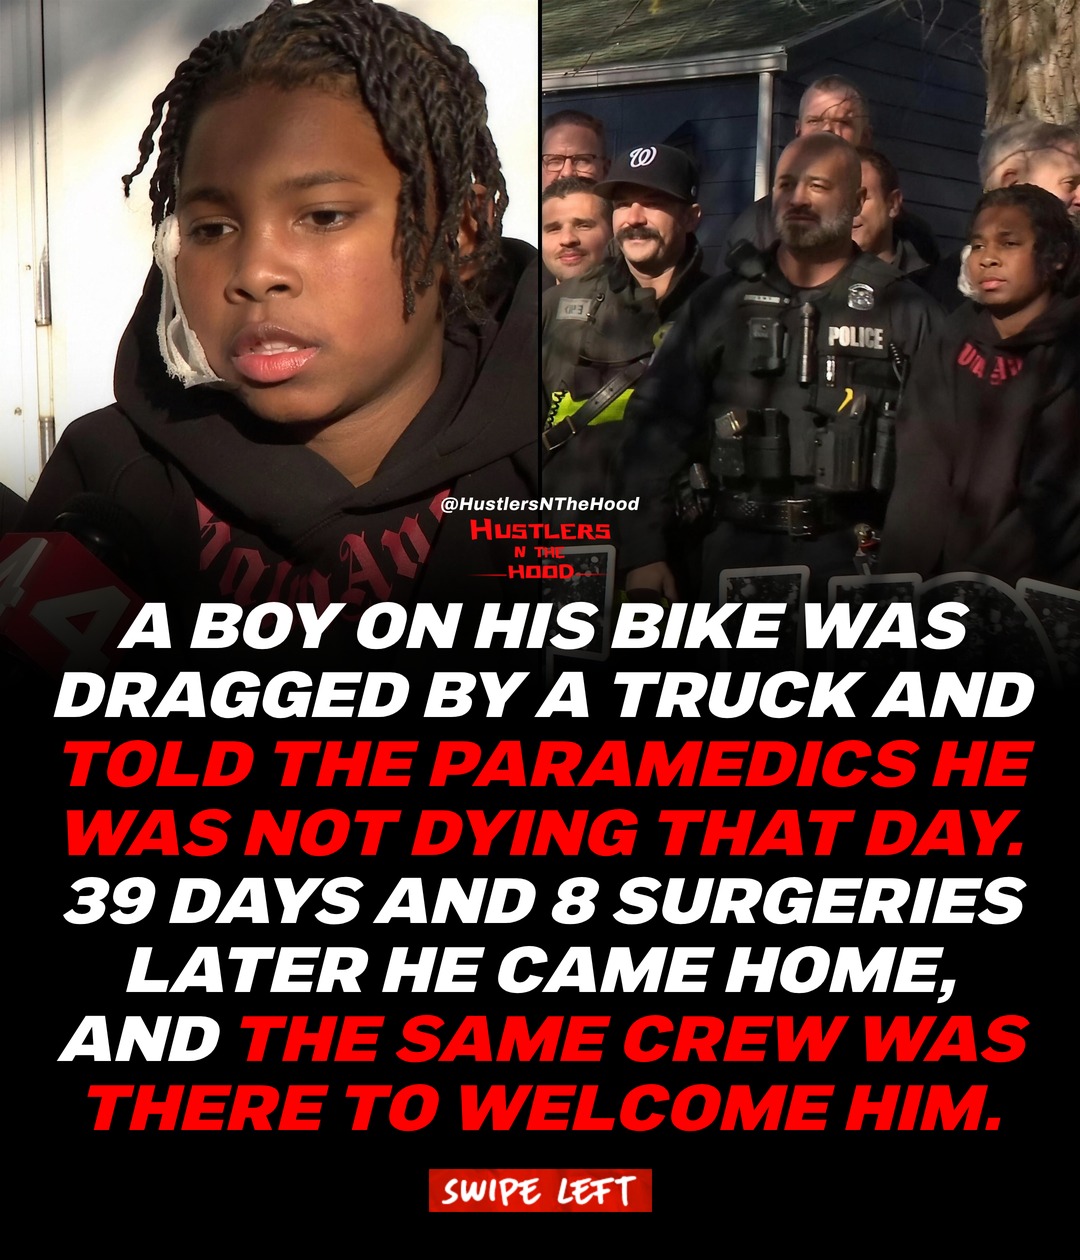 W
POLICE
4
@HustlersNTheHood
HUSTLERS
N THE
HOOD
A BOY ON HIS BIKE WAS
DRAGGED BY A TRUCK AND
TOLD THE PARAMEDICS HE
WAS NOT DYING THAT DAY.
39 DAYS AND 8 SURGERIES
LATER HE CAME HOME,
AND THE SAME CREW WAS
THERE TO WELCOME HIM.
SWIPE LEFT